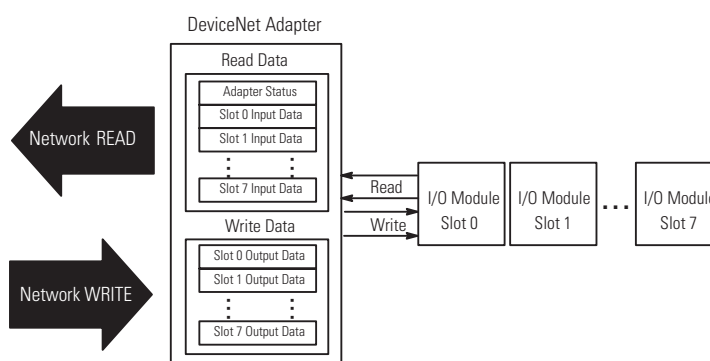 DeviceNet Adapter
Read Data
Adapter Status
Slot 0 Input Data
Slot 1 Input Data
Slot 7 Input Data
Network READ
Read
Write
I/O Module
Slot 0
I/O Module
Slot 1
I/O Module
Slot 7
Write Data
Slot 0 Output Data
Slot 1 Output Data
Slot 7 Output Data
Network WRITE